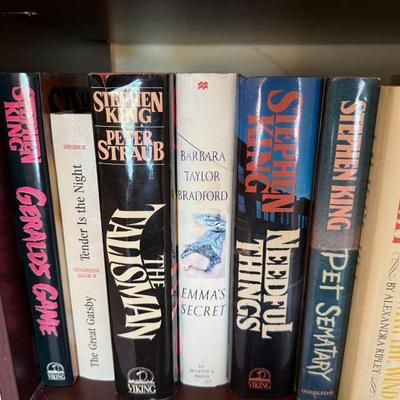 STEPHEN
KING
GERALD'S GAME
VIKING
Tender Is the Night
The Great Gatsby
STEPHEN
KING
PETER
STRAUB
THE
TALISMAN
VIKING
BARBARA
TAYLOR
BRADFORD
EMMA'S
SECRET
ST.
MARTIN'S
PRESS
STEPHEN
KING
NEEDFUL
THINGS
VIKING
STEPHEN KING
PET SEMATARY
DOUBLEDAY
BY ALEXANDRA RIPLEY
THE WIND